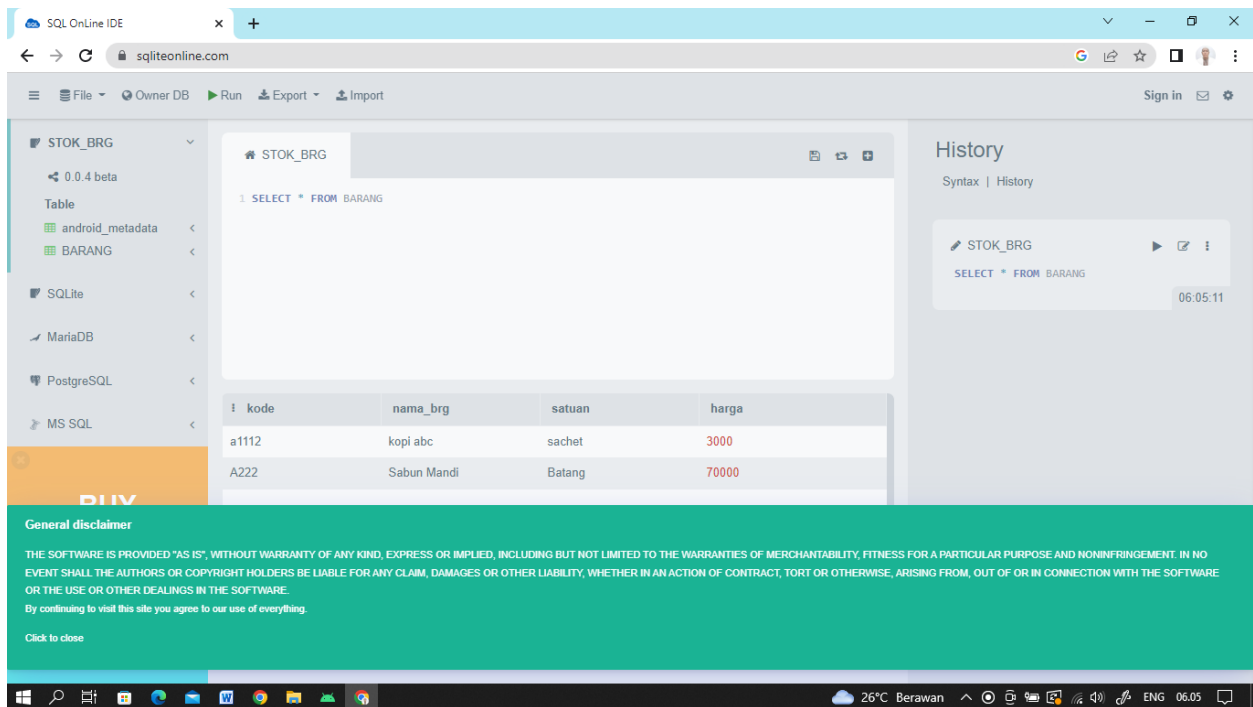 SQL OnLine IDE
sqliteonline.com
File Owner DB Run Export Import Sign in
STOK_BRG
0.0.4 beta
Table
android_metadata
BARANG
SQLite
MariaDB
PostgreSQL
MS SQL
BUY
STOK_BRG
1 SELECT * FROM BARANG
kode nama_brg satuan harga
a1112 kopi abc sachet 3000
A222 Sabun Mandi Batang 70000
History
Syntax | History
STOK_BRG
SELECT * FROM BARANG
06:05:11
General disclaimer
THE SOFTWARE IS PROVIDED "AS IS", WITHOUT WARRANTY OF ANY KIND, EXPRESS OR IMPLIED, INCLUDING BUT NOT LIMITED TO THE WARRANTIES OF MERCHANTABILITY, FITNESS FOR A PARTICULAR PURPOSE AND NONINFRINGEMENT. IN NO
EVENT SHALL THE AUTHORS OR COPYRIGHT HOLDERS BE LIABLE FOR ANY CLAIM, DAMAGES OR OTHER LIABILITY, WHETHER IN AN ACTION OF CONTRACT, TORT OR OTHERWISE, ARISING FROM, OUT OF OR IN CONNECTION WITH THE SOFTWARE
OR THE USE OR OTHER DEALINGS IN THE SOFTWARE.
By continuing to visit this site you agree to our use of everything.
Click to close
26°C Berawan ENG 06.05